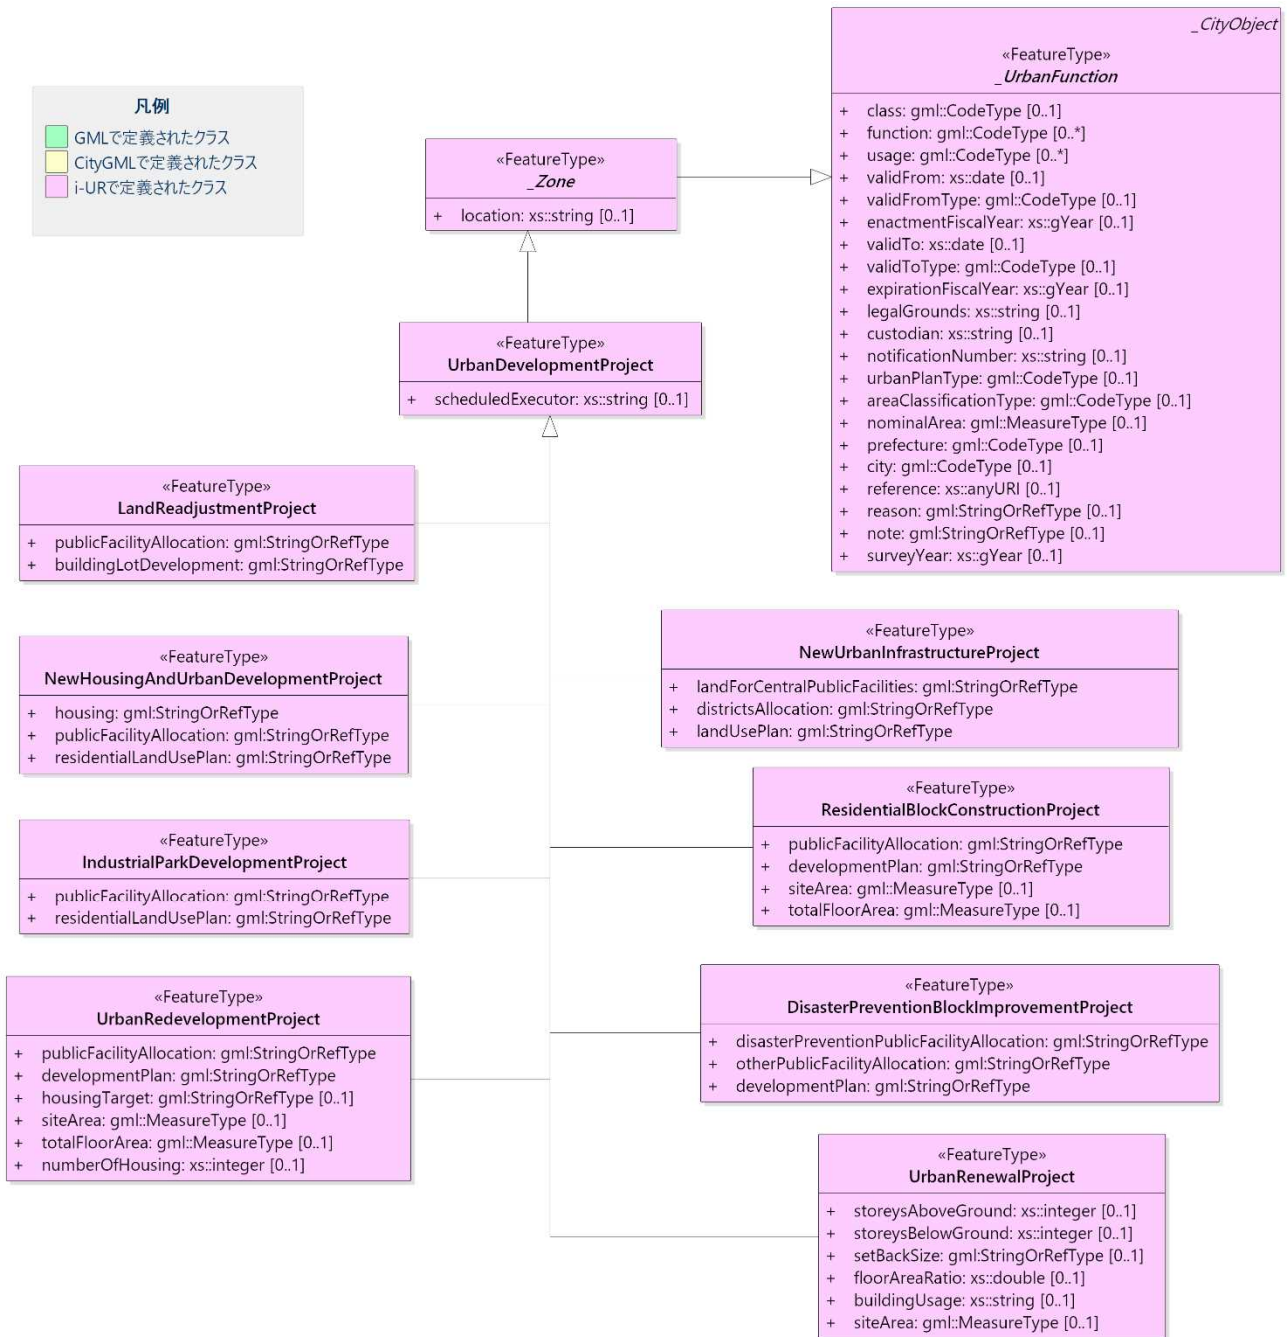 凡例
GMLで定義されたクラス
CityGMLで定義されたクラス
i-URで定義されたクラス
_CityObject
«FeatureType»
_UrbanFunction
+ class: gml::CodeType [0..1]
+ function: gml::CodeType [0..*]
+ usage: gml::CodeType [0..*]
+ validFrom: xs::date [0..1]
+ validFromType: gml::CodeType [0..1]
+ enactmentFiscalYear: xs::gYear [0..1]
+ validTo: xs::date [0..1]
+ validToType: gml::CodeType [0..1]
+ expirationFiscalYear: xs::gYear [0..1]
+ legalGrounds: xs::string [0..1]
+ custodian: xs::string [0..1]
+ notificationNumber: xs::string [0..1]
+ urbanPlanType: gml::CodeType [0..1]
+ areaClassificationType: gml::CodeType [0..1]
+ nominalArea: gml::MeasureType [0..1]
+ prefecture: gml::CodeType [0..1]
+ city: gml::CodeType [0..1]
+ reference: xs::anyURI [0..1]
+ reason: gml:StringOrRefType [0..1]
+ note: gml:StringOrRefType [0..1]
+ surveyYear: xs::gYear [0..1]
«FeatureType»
_Zone
+ location: xs::string [0..1]
«FeatureType»
UrbanDevelopmentProject
+ scheduledExecutor: xs::string [0..1]
«FeatureType»
LandReadjustmentProject
+ publicFacilityAllocation: gml:StringOrRefType
+ buildingLotDevelopment: gml:StringOrRefType
«FeatureType»
NewHousingAndUrbanDevelopmentProject
+ housing: gml:StringOrRefType
+ publicFacilityAllocation: gml:StringOrRefType
+ residentialLandUsePlan: gml:StringOrRefType
«FeatureType»
IndustrialParkDevelopmentProject
+ publicFacilityAllocation: gml:StringOrRefType
+ residentialLandUsePlan: gml:StringOrRefType
«FeatureType»
UrbanRedevelopmentProject
+ publicFacilityAllocation: gml:StringOrRefType
+ developmentPlan: gml:StringOrRefType
+ housingTarget: gml:StringOrRefType [0..1]
+ siteArea: gml::MeasureType [0..1]
+ totalFloorArea: gml::MeasureType [0..1]
+ numberOfHousing: xs::integer [0..1]
«FeatureType»
NewUrbanInfrastructureProject
+ landForCentralPublicFacilities: gml:StringOrRefType
+ districtsAllocation: gml:StringOrRefType
+ landUsePlan: gml:StringOrRefType
«FeatureType»
ResidentialBlockConstructionProject
+ publicFacilityAllocation: gml:StringOrRefType
+ developmentPlan: gml:StringOrRefType
+ siteArea: gml::MeasureType [0..1]
+ totalFloorArea: gml::MeasureType [0..1]
«FeatureType»
DisasterPreventionBlockImprovementProject
+ disasterPreventionPublicFacilityAllocation: gml:StringOrRefType
+ otherPublicFacilityAllocation: gml:StringOrRefType
+ developmentPlan: gml:StringOrRefType
«FeatureType»
UrbanRenewalProject
+ storeysAboveGround: xs::integer [0..1]
+ storeysBelowGround: xs::integer [0..1]
+ setBackSize: gml:StringOrRefType [0..1]
+ floorAreaRatio: xs::double [0..1]
+ buildingUsage: xs::string [0..1]
+ siteArea: gml::MeasureType [0..1]